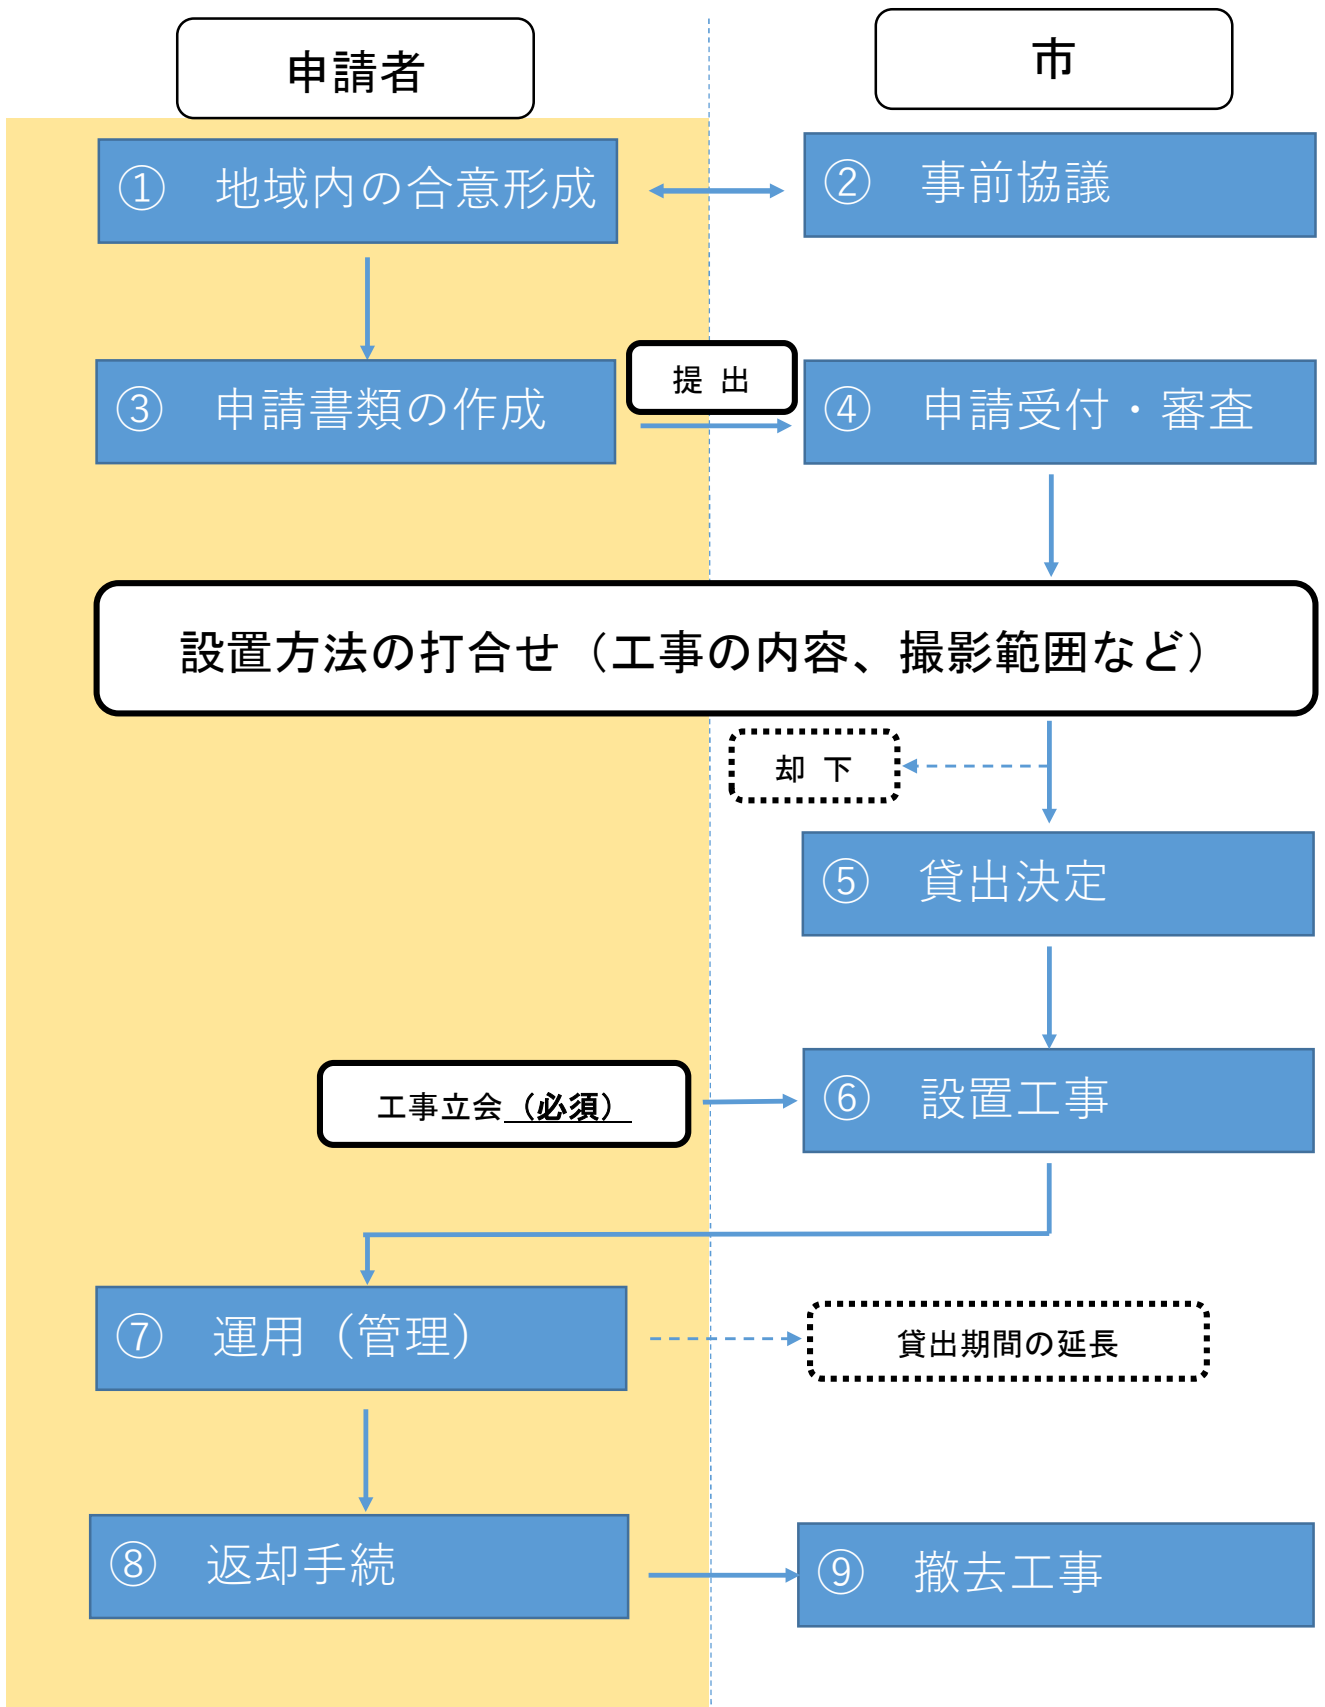 申請者
市
① 地域内の合意形成
② 事前協議
③ 申請書類の作成
提 出
④ 申請受付・審査
設置方法の打合せ（工事の内容、撮影範囲など）
却 下
⑤ 貸出決定
工事立会（必須）
⑥ 設置工事
⑦ 運用（管理）
貸出期間の延長
⑧ 返却手続
⑨ 撤去工事